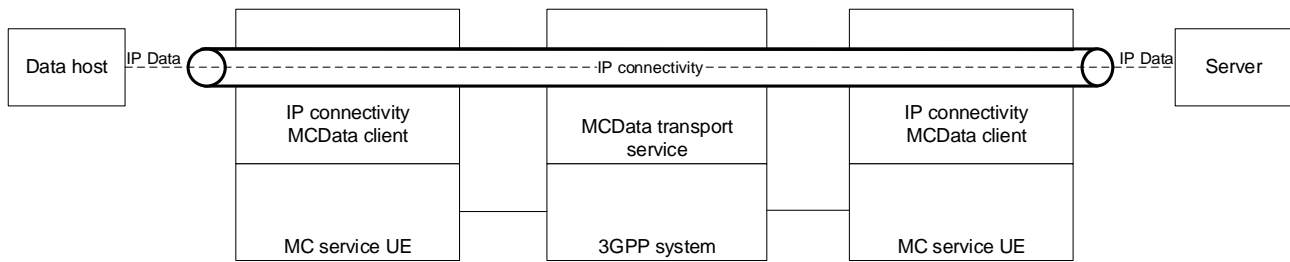 Data host
IP Data
IP connectivity
IP Data
Server
IP connectivity
MCData client
MCData transport
service
IP connectivity
MCData client
MC service UE
3GPP system
MC service UE